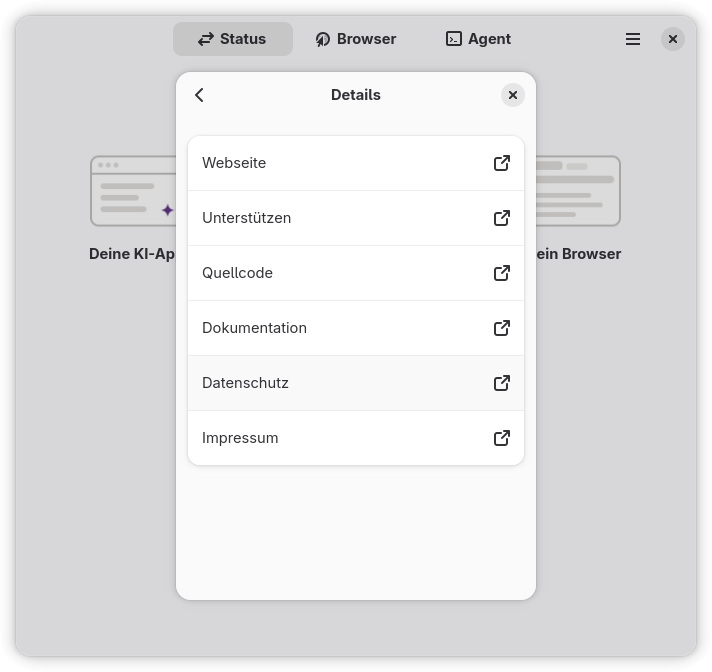 Status
Browser
Agent
Details
Webseite
Unterstützen
Quellcode
Dokumentation
Datenschutz
Impressum
Deine KI-Ap
ein Browser